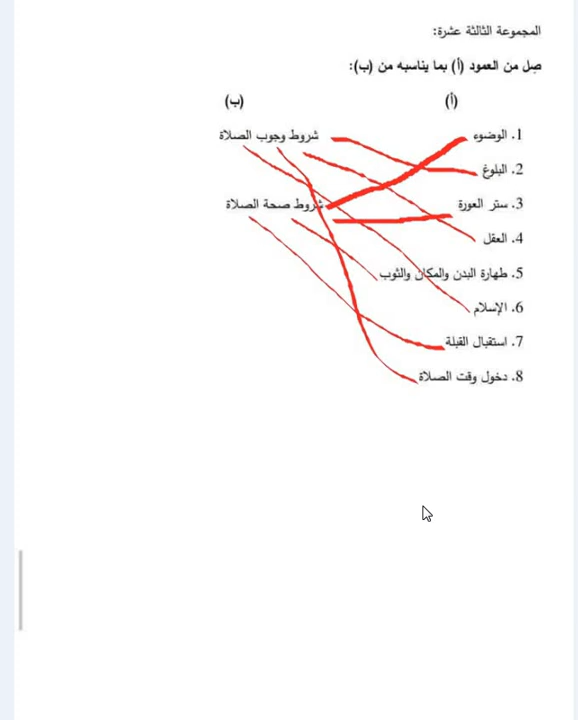 المجموعة الثالثة عشرة:
صِل من العمود (أ) بما يناسبه من (ب):
(أ) (ب)
1. الوضوء شروط وجوب الصلاة
2. البلوغ
3. ستر العورة شروط صحة الصلاة
4. العقل
5. طهارة البدن والمكان والثوب
6. الإسلام
7. استقبال القبلة
8. دخول وقت الصلاة